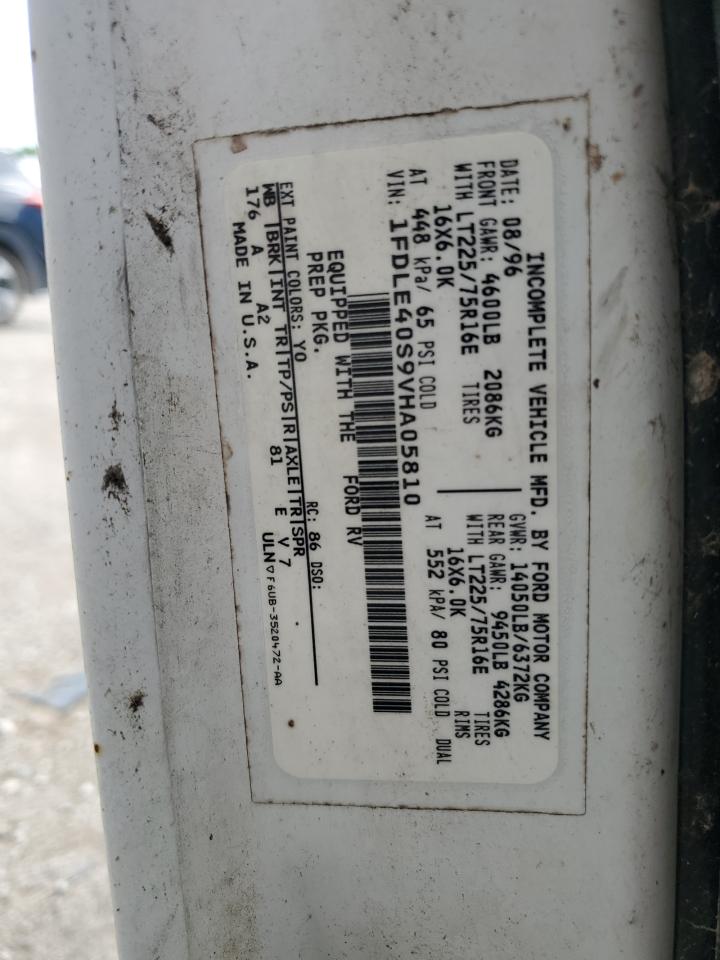 INCOMPLETE VEHICLE MFD. BY FORD MOTOR COMPANY
DATE: 08/96 GVWR: 14050LB/6372KG
FRONT GAWR: 4600LB 2086KG REAR GAWR: 9450LB 4286KG
WITH LT225/75R16E TIRES WITH LT225/75R16E TIRES
16X6.0K 16X6.0K RIMS
AT 448 kPa/ 65 PSI COLD AT 552 kPA/ 80 PSI COLD DUAL
VIN: 1FDLE40S9VHA05810
EQUIPPED WITH THE FORD RV
PREP PKG.
EXT PAINT COLORS: YO RC: 86 DSO:
WB |BRK|INT TR|TP/PS|R|AXLE|TR|SPR
176 A A2 81 E V 7
MADE IN U.S.A. ULN ▽ F6UB-3520472-AA